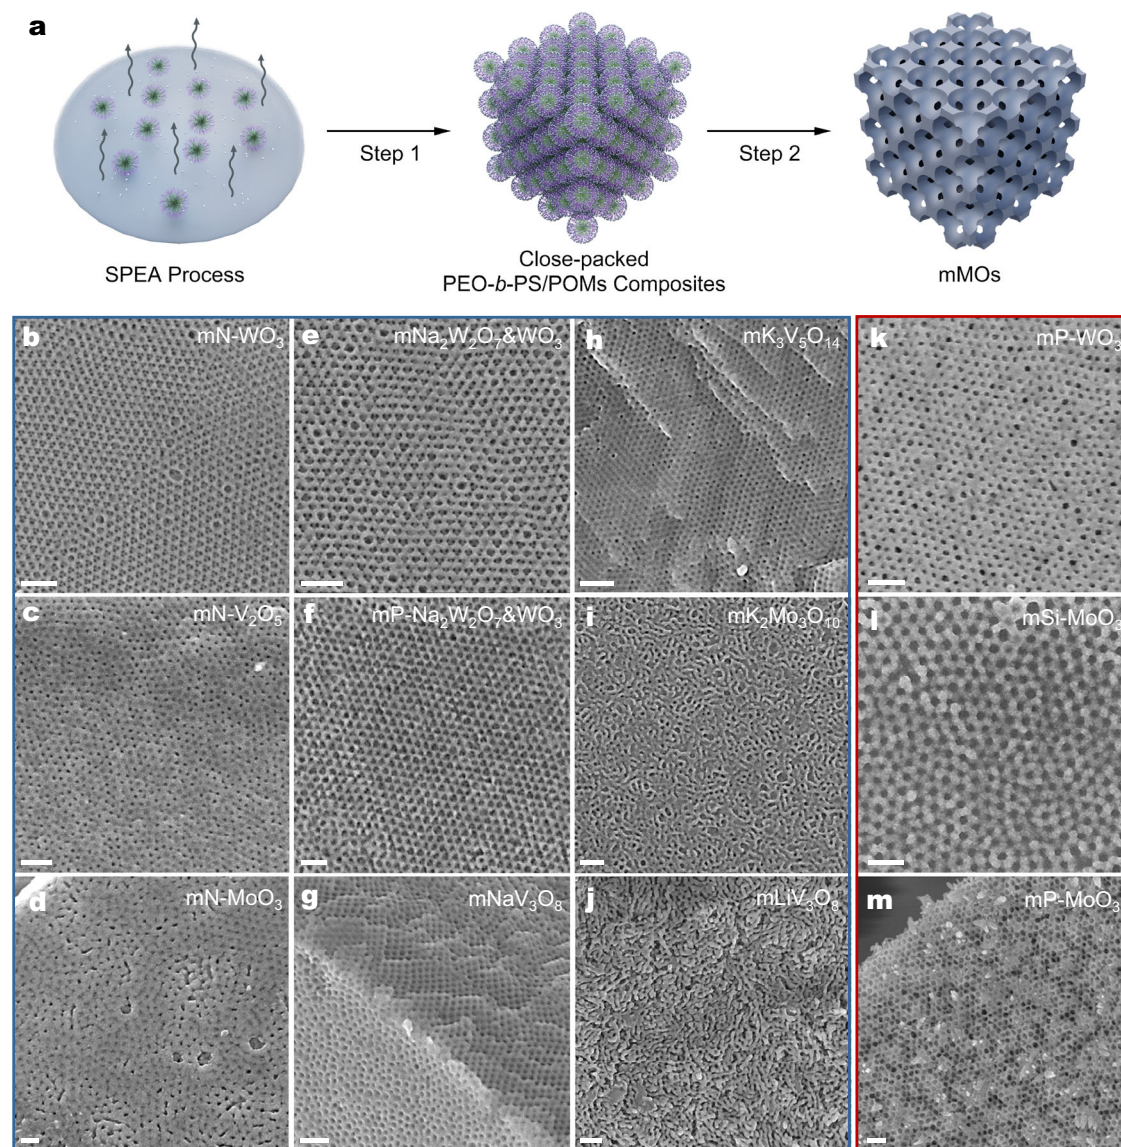 a
Step 1
Step 2
SPEA Process
Close-packed
PEO-b-PS/POMs Composites
mMOs
b mN-WO₃
e mNa₂W₂O₇&WO₃
h mK₃V₅O₁₄
k mP-WO₃
c mN-V₂O₅
f mP-Na₂W₂O₇&WO₃
i mK₂Mo₃O₁₀
l mSi-MoO₃
d mN-MoO₃
g mNaV₃O₈
j mLiV₃O₈
m mP-MoO₃